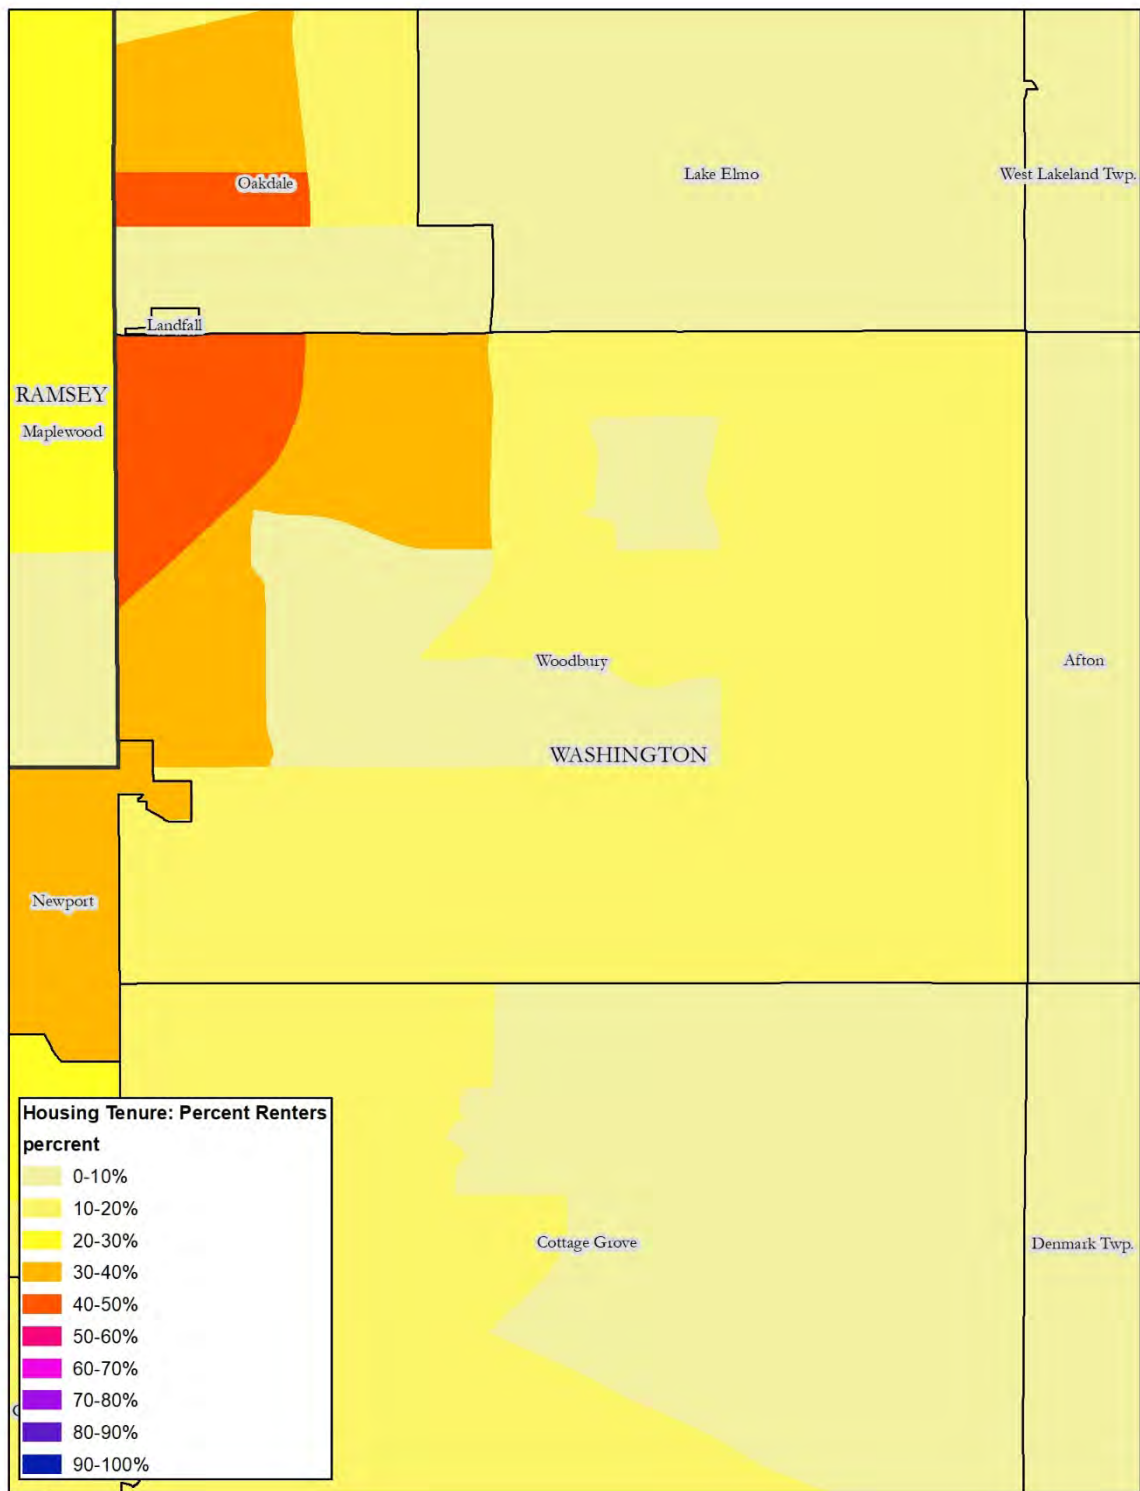 Oakdale
Lake Elmo
West Lakeland Twp.
Landfall
RAMSEY
Maplewood
Woodbury
Afton
WASHINGTON
Newport
Housing Tenure: Percent Renters
percrent
0-10%
10-20%
20-30%
30-40%
40-50%
50-60%
60-70%
70-80%
80-90%
90-100%
Cottage Grove
Denmark Twp.